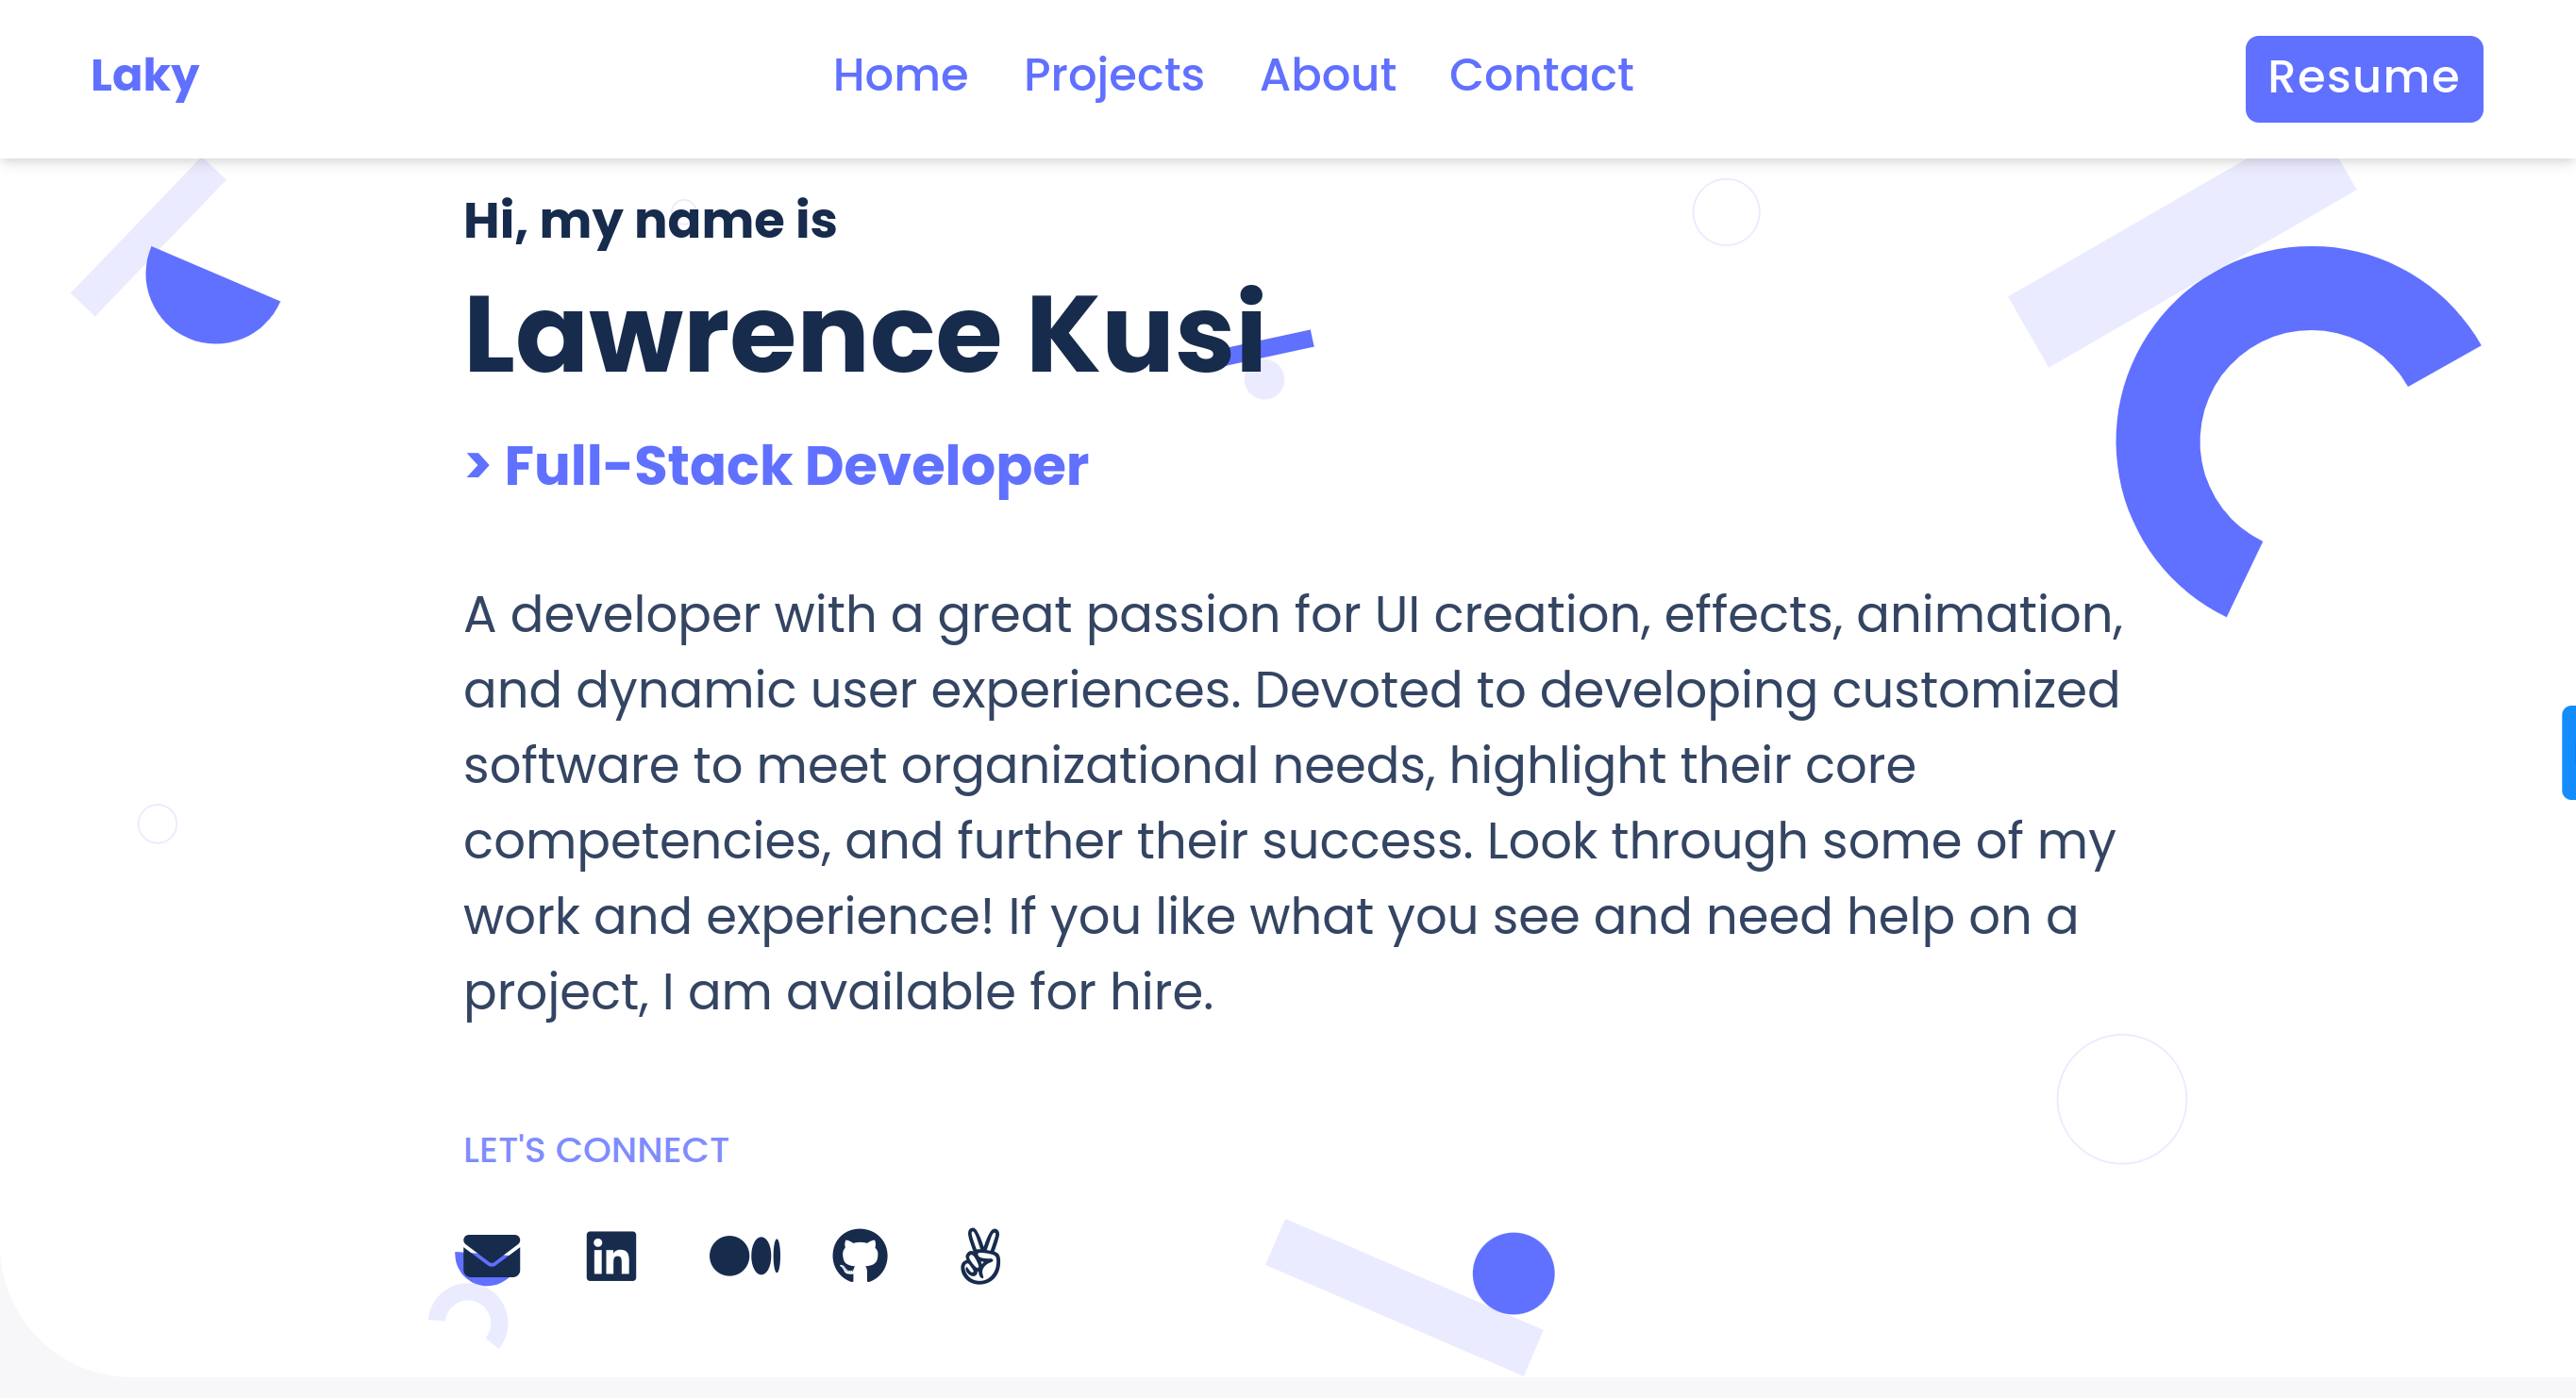 Laky
Home Projects About Contact
Resume
Hi, my name is
Lawrence Kusi
> Full-Stack Developer
A developer with a great passion for UI creation, effects, animation,
and dynamic user experiences. Devoted to developing customized
software to meet organizational needs, highlight their core
competencies, and further their success. Look through some of my
work and experience! If you like what you see and need help on a
project, I am available for hire.
LET'S CONNECT
in